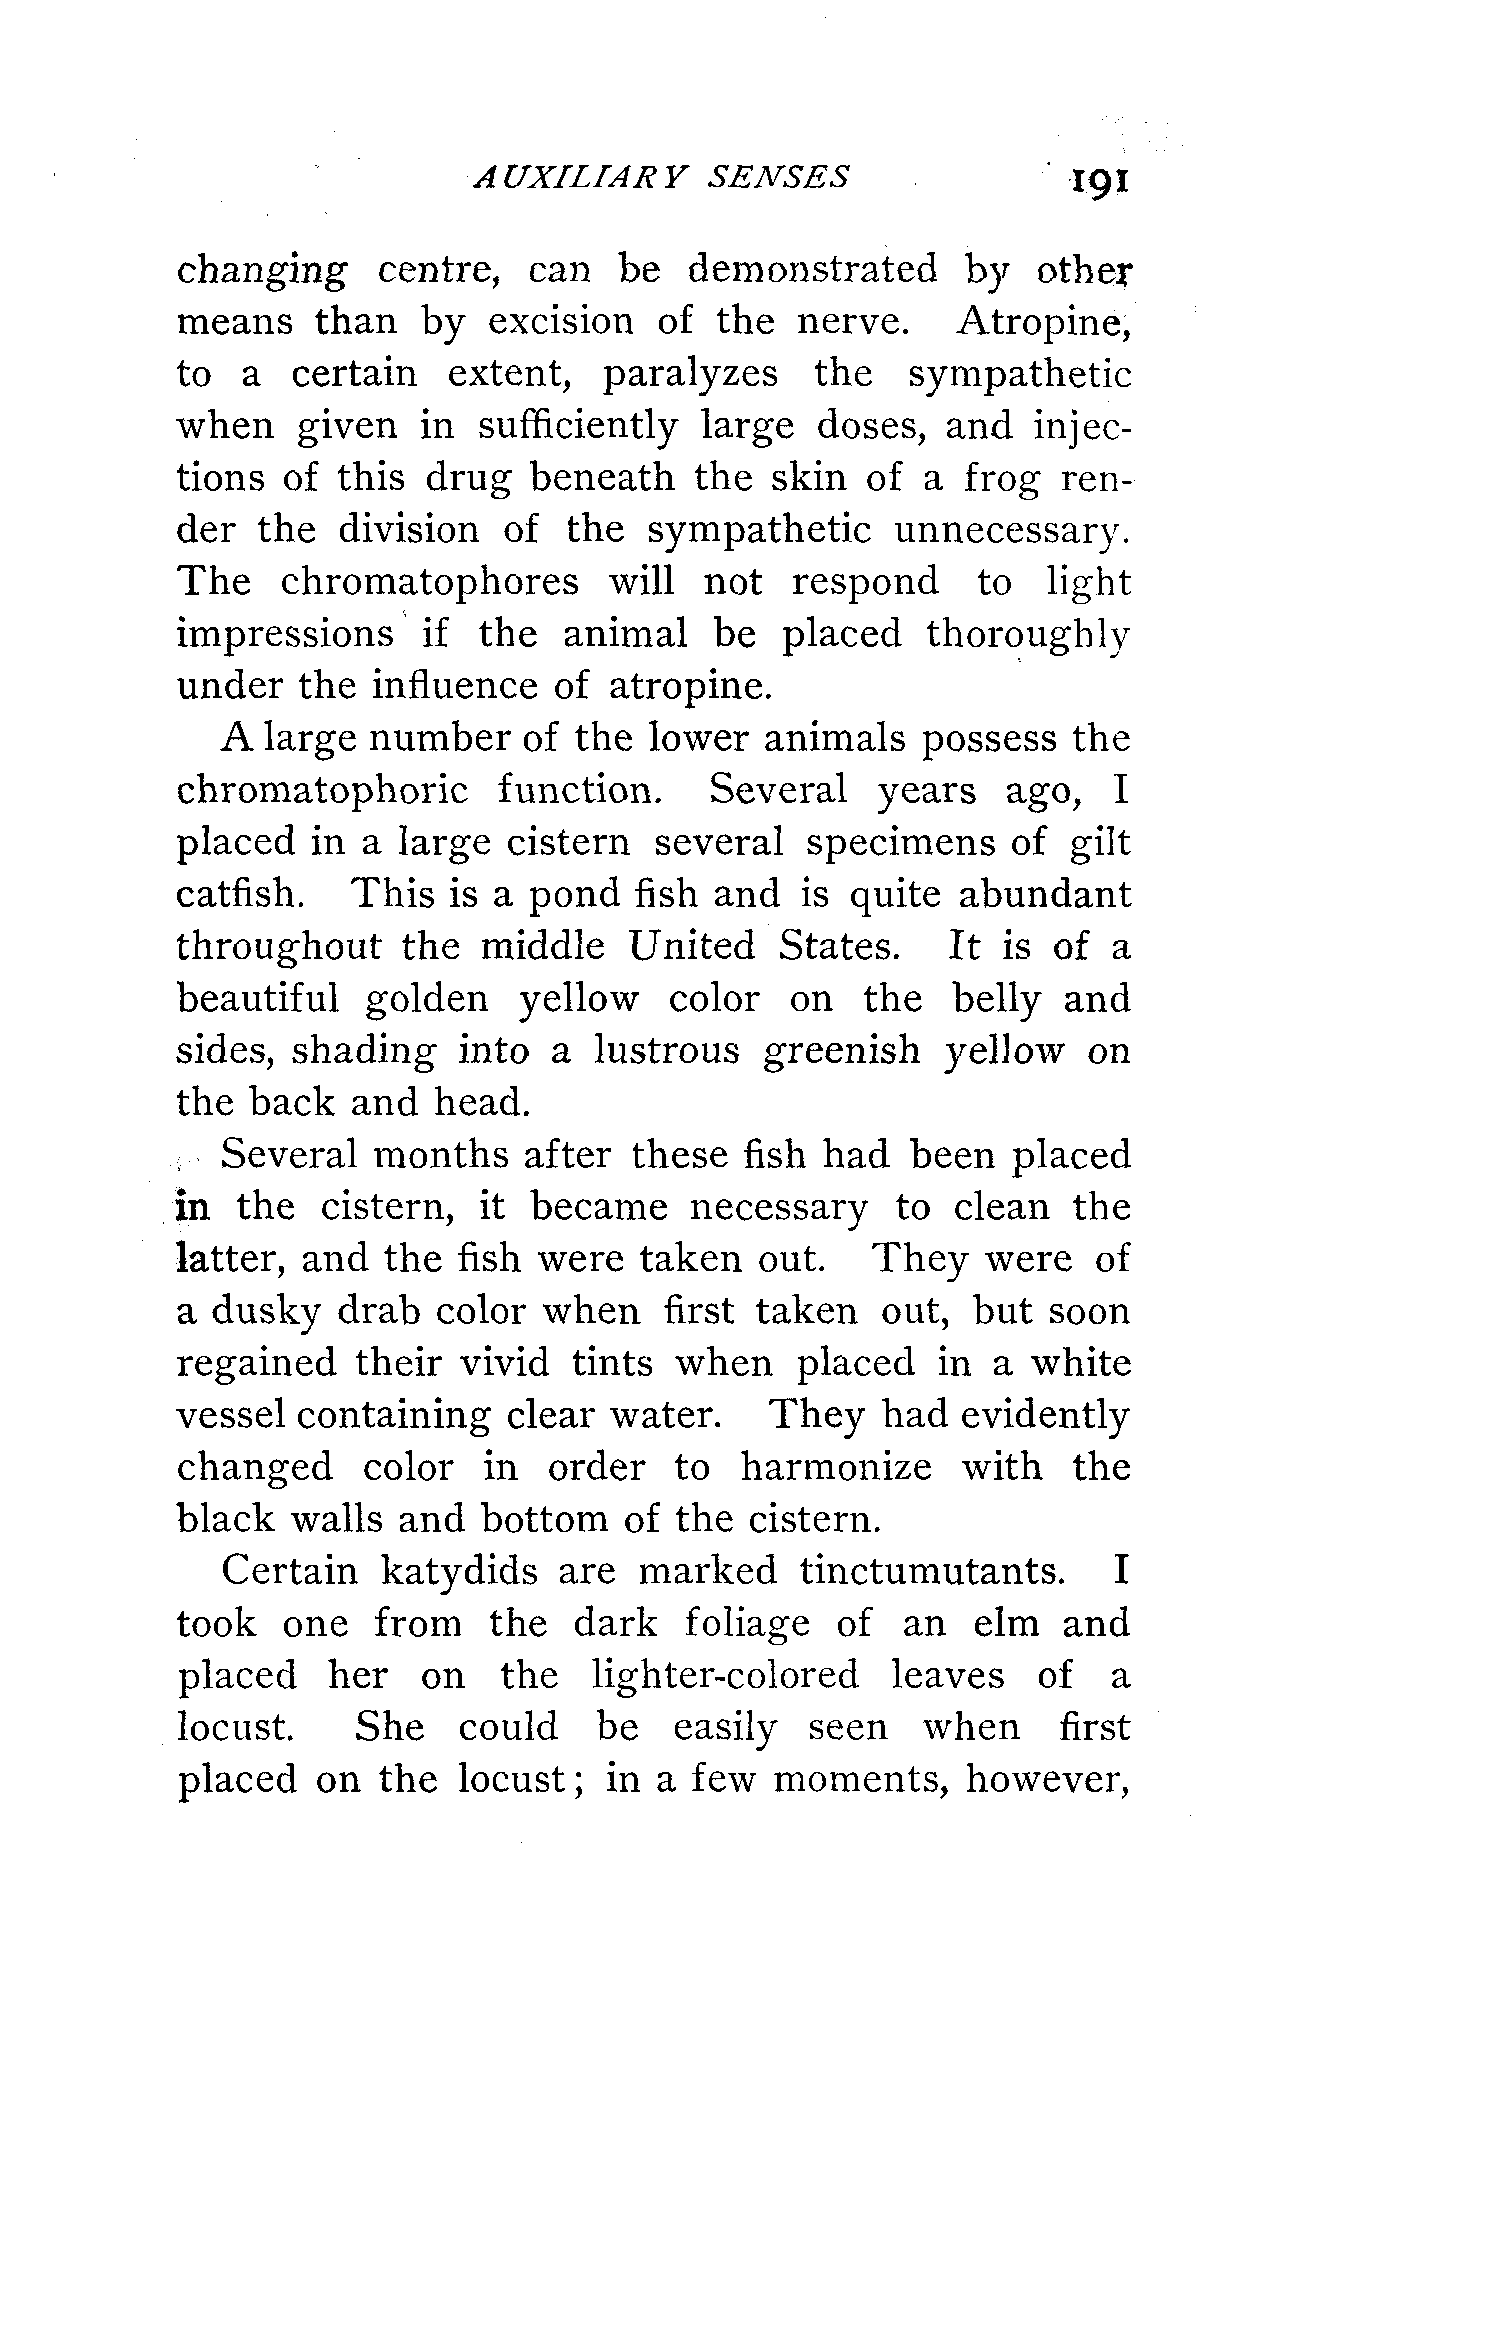 AUXILIARY SENSES 191
changing centre, can be demonstrated by other
means than by excision of the nerve. Atropine,
to a certain extent, paralyzes the sympathetic
when given in sufficiently large doses, and injec-
tions of this drug beneath the skin of a frog ren-
der the division of the sympathetic unnecessary.
The chromatophores will not respond to light
impressions if the animal be placed thoroughly
under the influence of atropine.
A large number of the lower animals possess the
chromatophoric function. Several years ago, I
placed in a large cistern several specimens of gilt
catfish. This is a pond fish and is quite abundant
throughout the middle United States. It is of a
beautiful golden yellow color on the belly and
sides, shading into a lustrous greenish yellow on
the back and head.
Several months after these fish had been placed
in the cistern, it became necessary to clean the
latter, and the fish were taken out. They were of
a dusky drab color when first taken out, but soon
regained their vivid tints when placed in a white
vessel containing clear water. They had evidently
changed color in order to harmonize with the
black walls and bottom of the cistern.
Certain katydids are marked tinctumutants. I
took one from the dark foliage of an elm and
placed her on the lighter-colored leaves of a
locust. She could be easily seen when first
placed on the locust; in a few moments, however,